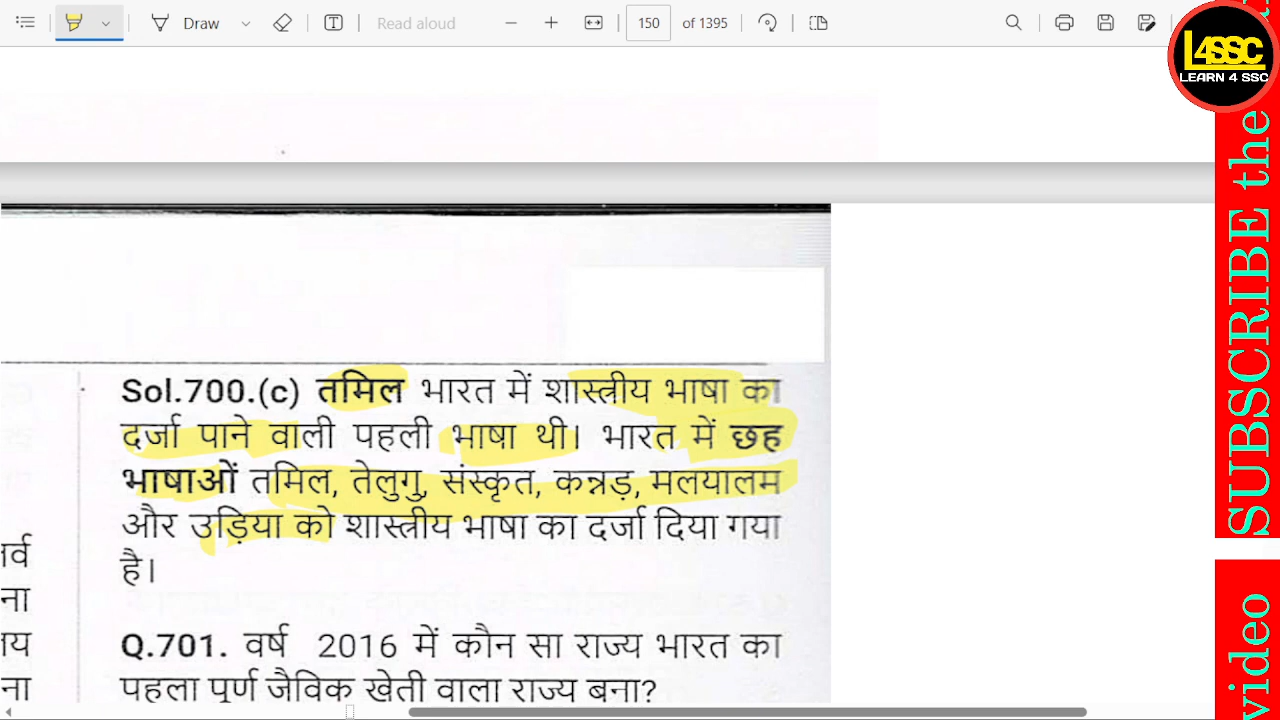 Draw
Read aloud
150 of 1395
L4SSC
LEARN 4 SSC
SUBSCRIBE the
video
Sol.700.(c) तमिल भारत में शास्त्रीय भाषा का
दर्जा पाने वाली पहली भाषा थी। भारत में छह
भाषाओं तमिल, तेलुगु, संस्कृत, कन्नड़, मलयालम
और उड़िया को शास्त्रीय भाषा का दर्जा दिया गया
है।
Q.701. वर्ष 2016 में कौन सा राज्य भारत का
पहला पूर्ण जैविक खेती वाला राज्य बना?